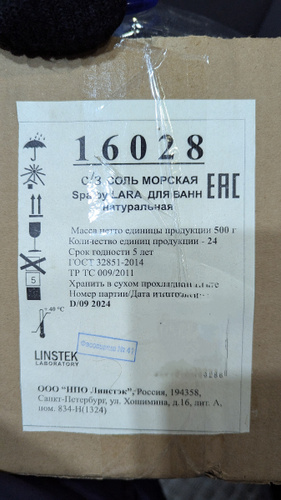 16028
С/З СОЛЬ МОРСКАЯ
Spa by LARA ДЛЯ ВАНН
натуральная
EAC
Масса нетто единицы продукции 500 г
Количество единиц продукции - 24
Срок годности 5 лет
ГОСТ 32851-2014
ТР ТС 009/2011
Хранить в сухом прохладном
Номер партии/Дата
D/09 2024
5
40 °C
LINSTEK
LABORATORY
ООО "НПО Линстэк", Россия, 194358,
Санкт-Петербург, ул. Хошимина, д.16, лит. А,
пом. 834-Н(1324)